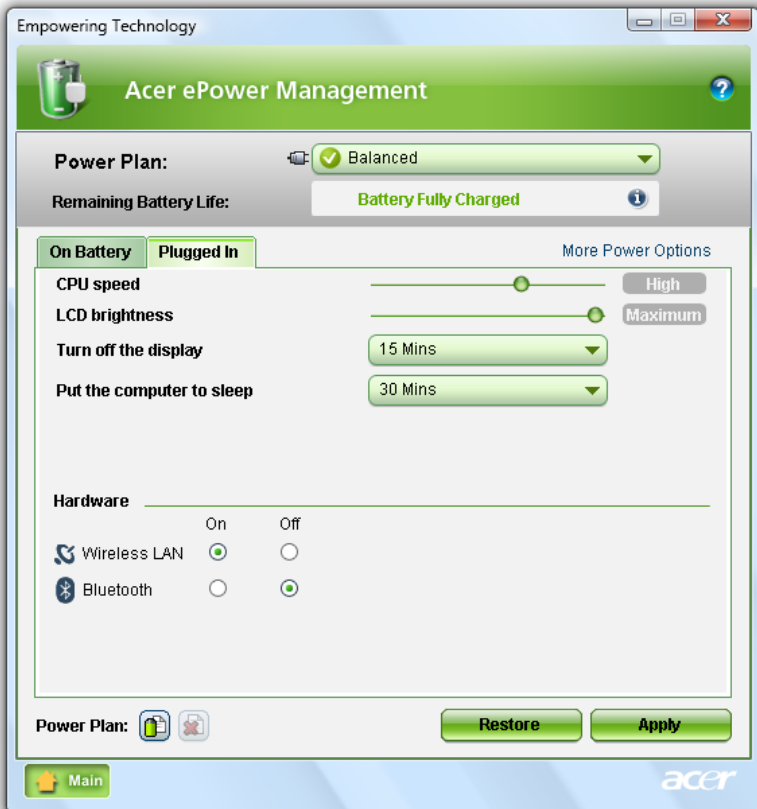 Empowering Technology
Acer ePower Management
Power Plan: Balanced
Remaining Battery Life: Battery Fully Charged
On Battery Plugged In More Power Options
CPU speed High
LCD brightness Maximum
Turn off the display 15 Mins
Put the computer to sleep 30 Mins
Hardware
On Off
Wireless LAN
Bluetooth
Power Plan: Restore Apply
Main acer